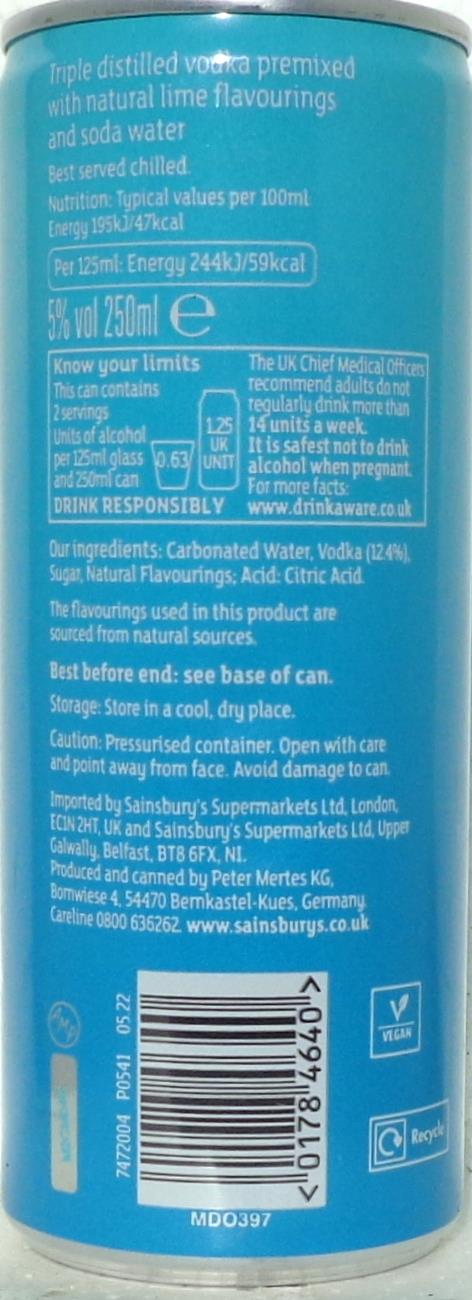 Triple distilled vodka premixed
with natural lime flavourings
and soda water
Best served chilled.
Nutrition: Typical values per 100ml
Energy 195kJ/47kcal
Per 125ml: Energy 244kJ/59kcal
5% vol 250ml e
Know your limits
This can contains
2 servings
Units of alcohol
per 125ml glass
and 250ml can
0.63
1.25
UK
UNIT
DRINK RESPONSIBLY
The UK Chief Medical Officers
recommend adults do not
regularly drink more than
14 units a week.
It is safest not to drink
alcohol when pregnant.
For more facts:
www.drinkaware.co.uk
Our ingredients: Carbonated Water, Vodka (12.4%),
Sugar, Natural Flavourings; Acid: Citric Acid.
The flavourings used in this product are
sourced from natural sources.
Best before end: see base of can.
Storage: Store in a cool, dry place.
Caution: Pressurised container. Open with care
and point away from face. Avoid damage to can.
Imported by Sainsbury's Supermarkets Ltd, London,
EC1N 2HT, UK and Sainsbury's Supermarkets Ltd, Upper
Galwally, Belfast, BT8 6FX, NI.
Produced and canned by Peter Mertes KG,
Bornwiese 4, 54470 Bernkastel-Kues, Germany.
Careline 0800 636262. www.sainsburys.co.uk
7472004 P0541 05.22
<0178 4640>
MDO397
VEGAN
Recycle